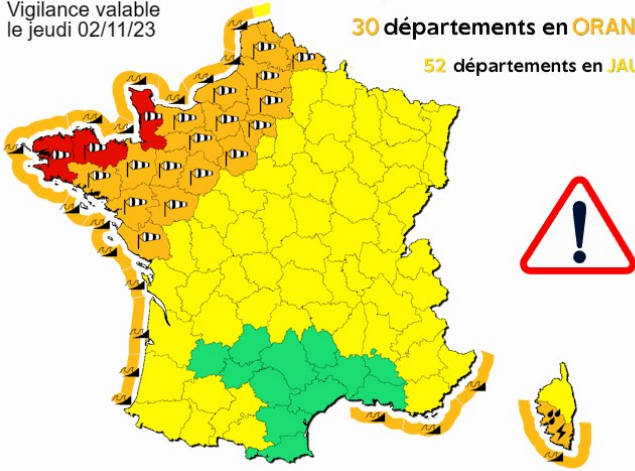 Vigilance valable
le jeudi 02/11/23
30 départements en ORAN
52 départements en JAU